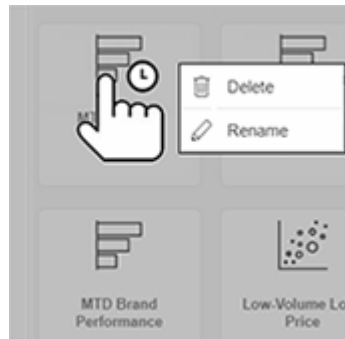 Delete
Rename
MTD Brand
Performance
Low-Volume Lo
Price